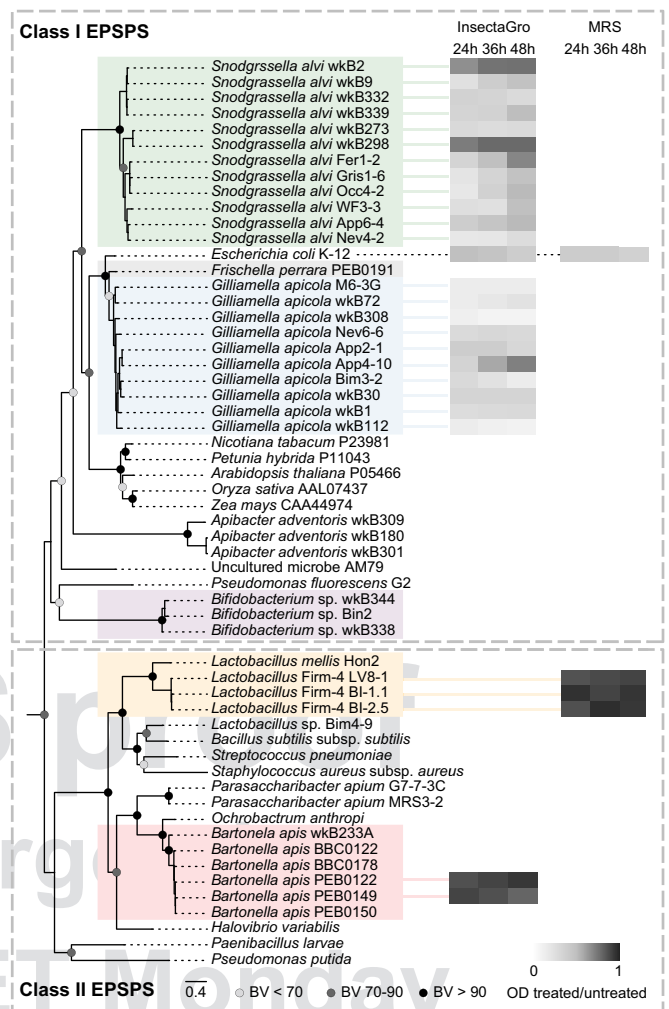 Class I EPSPS
InsectaGro MRS
24h 36h 48h 24h 36h 48h
Snodgrssella alvi wkB2
Snodgrassella alvi wkB9
Snodgrassella alvi wkB332
Snodgrassella alvi wkB339
Snodgrassella alvi wkB273
Snodgrassella alvi wkB298
Snodgrassella alvi Fer1-2
Snodgrassella alvi Gris1-6
Snodgrassella alvi Occ4-2
Snodgrassella alvi WF3-3
Snodgrassella alvi App6-4
Snodgrassella alvi Nev4-2
Escherichia coli K-12
Frischella perrara PEB0191
Gilliamella apicola M6-3G
Gilliamella apicola wkB72
Gilliamella apicola wkB308
Gilliamella apicola Nev6-6
Gilliamella apicola App2-1
Gilliamella apicola App4-10
Gilliamella apicola Bim3-2
Gilliamella apicola wkB30
Gilliamella apicola wkB1
Gilliamella apicola wkB112
Nicotiana tabacum P23981
Petunia hybrida P11043
Arabidopsis thaliana P05466
Oryza sativa AAL07437
Zea mays CAA44974
Apibacter adventoris wkB309
Apibacter adventoris wkB180
Apibacter adventoris wkB301
Uncultured microbe AM79
Pseudomonas fluorescens G2
Bifidobacterium sp. wkB344
Bifidobacterium sp. Bin2
Bifidobacterium sp. wkB338
Lactobacillus mellis Hon2
Lactobacillus Firm-4 LV8-1
Lactobacillus Firm-4 BI-1.1
Lactobacillus Firm-4 BI-2.5
Lactobacillus sp. Bim4-9
Bacillus subtilis subsp. subtilis
Streptococcus pneumoniae
Staphylococcus aureus subsp. aureus
Parasaccharibacter apium G7-7-3C
Parasaccharibacter apium MRS3-2
Ochrobactrum anthropi
Bartonella apis wkB233A
Bartonella apis BBC0122
Bartonella apis BBC0178
Bartonella apis PEB0122
Bartonella apis PEB0149
Bartonella apis PEB0150
Halovibrio variabilis
Paenibacillus larvae
Pseudomonas putida
0 1
Class II EPSPS 0.4 BV < 70 BV 70-90 BV > 90 OD treated/untreated